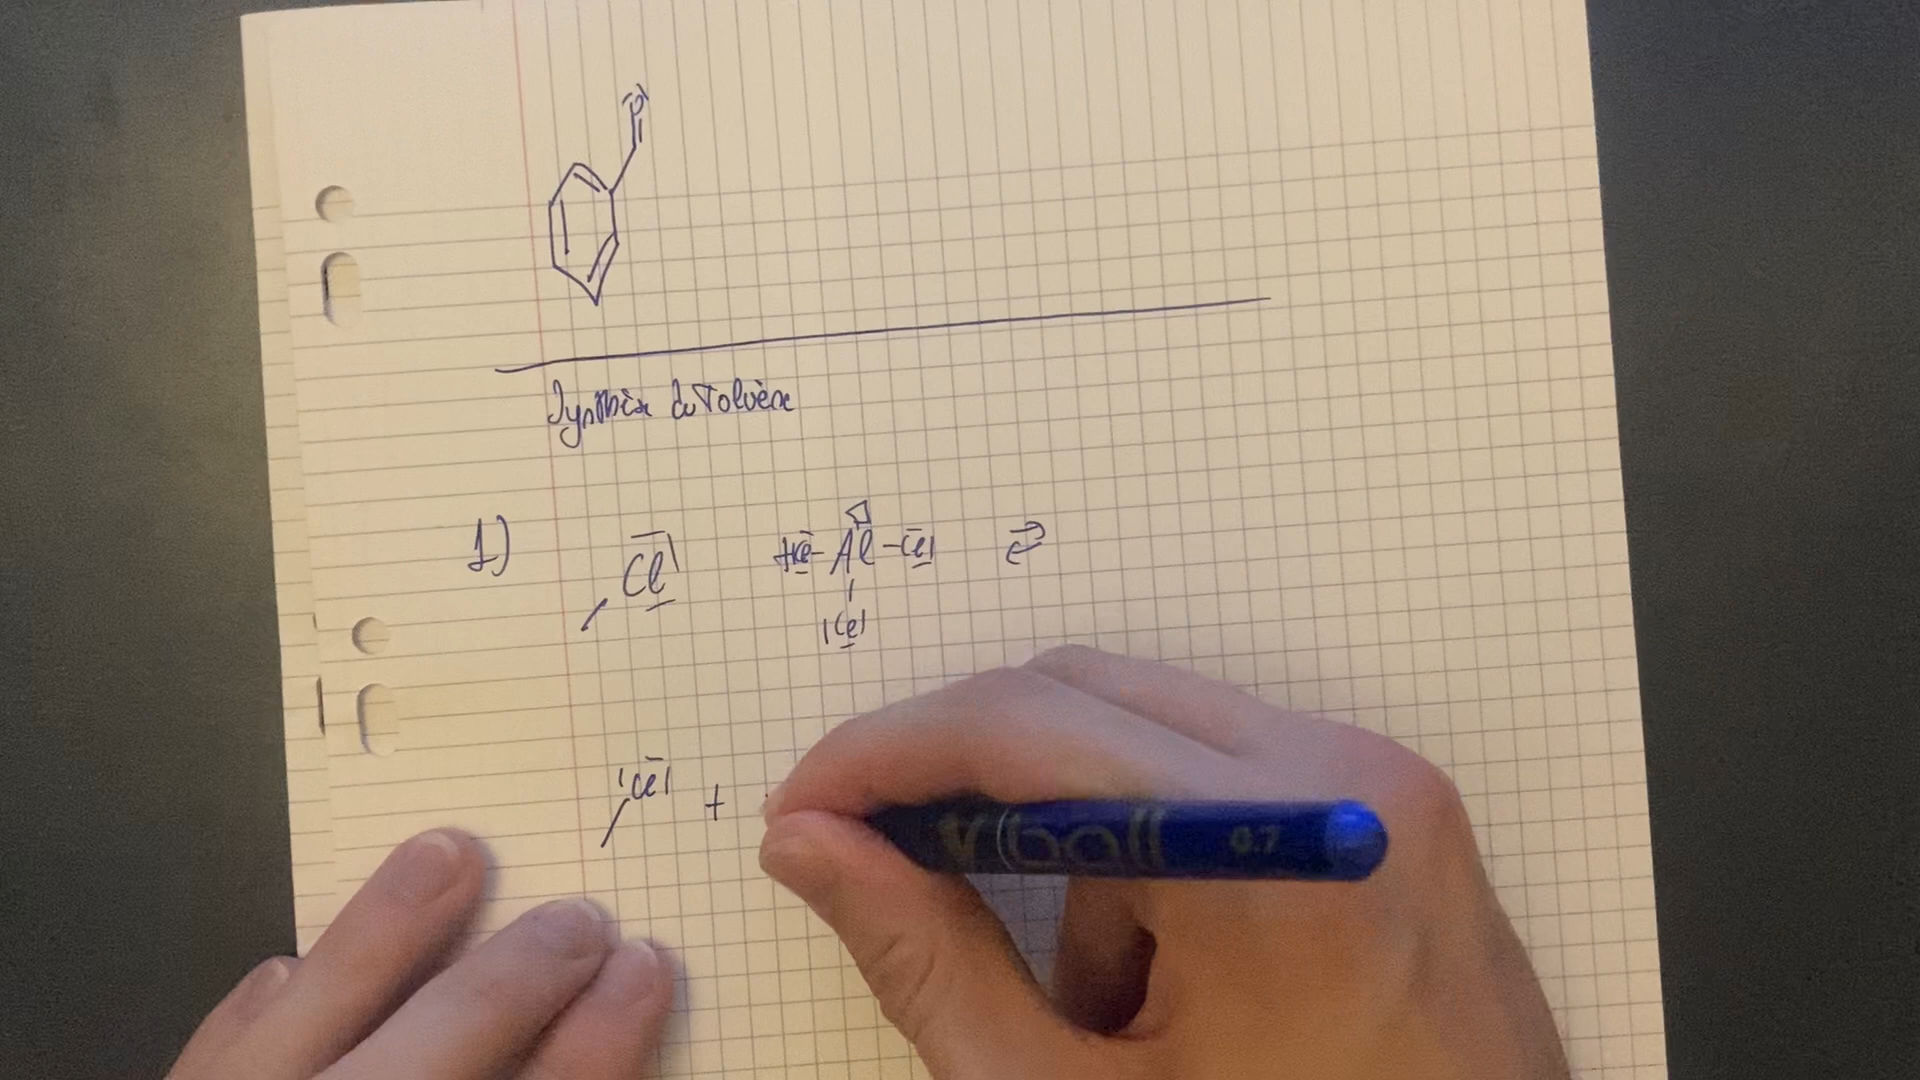 O
Synthèse du Toluène
1) Cl Cl-Al-Cl ⇄
Cl
Cl +
V ball 0.7